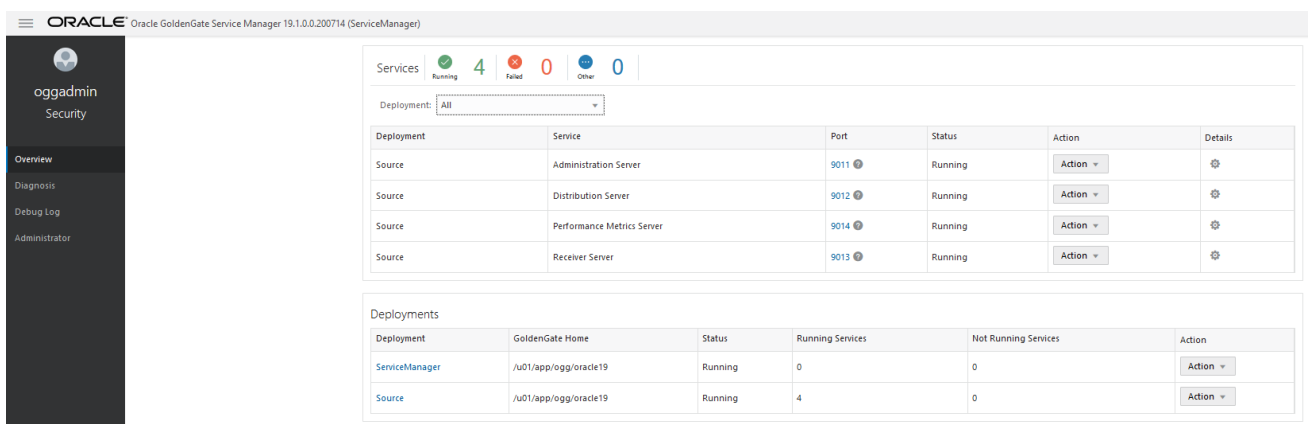 ORACLE Oracle GoldenGate Service Manager 19.1.0.0.200714 (ServiceManager)
oggadmin
Security
Overview
Diagnosis
Debug Log
Administrator
Services Running 4 Failed 0 Other 0
Deployment: All
Deployment Service Port Status Action Details
Source Administration Server 9011 Running Action
Source Distribution Server 9012 Running Action
Source Performance Metrics Server 9014 Running Action
Source Receiver Server 9013 Running Action
Deployments
Deployment GoldenGate Home Status Running Services Not Running Services Action
ServiceManager /u01/app/ogg/oracle19 Running 0 0 Action
Source /u01/app/ogg/oracle19 Running 4 0 Action